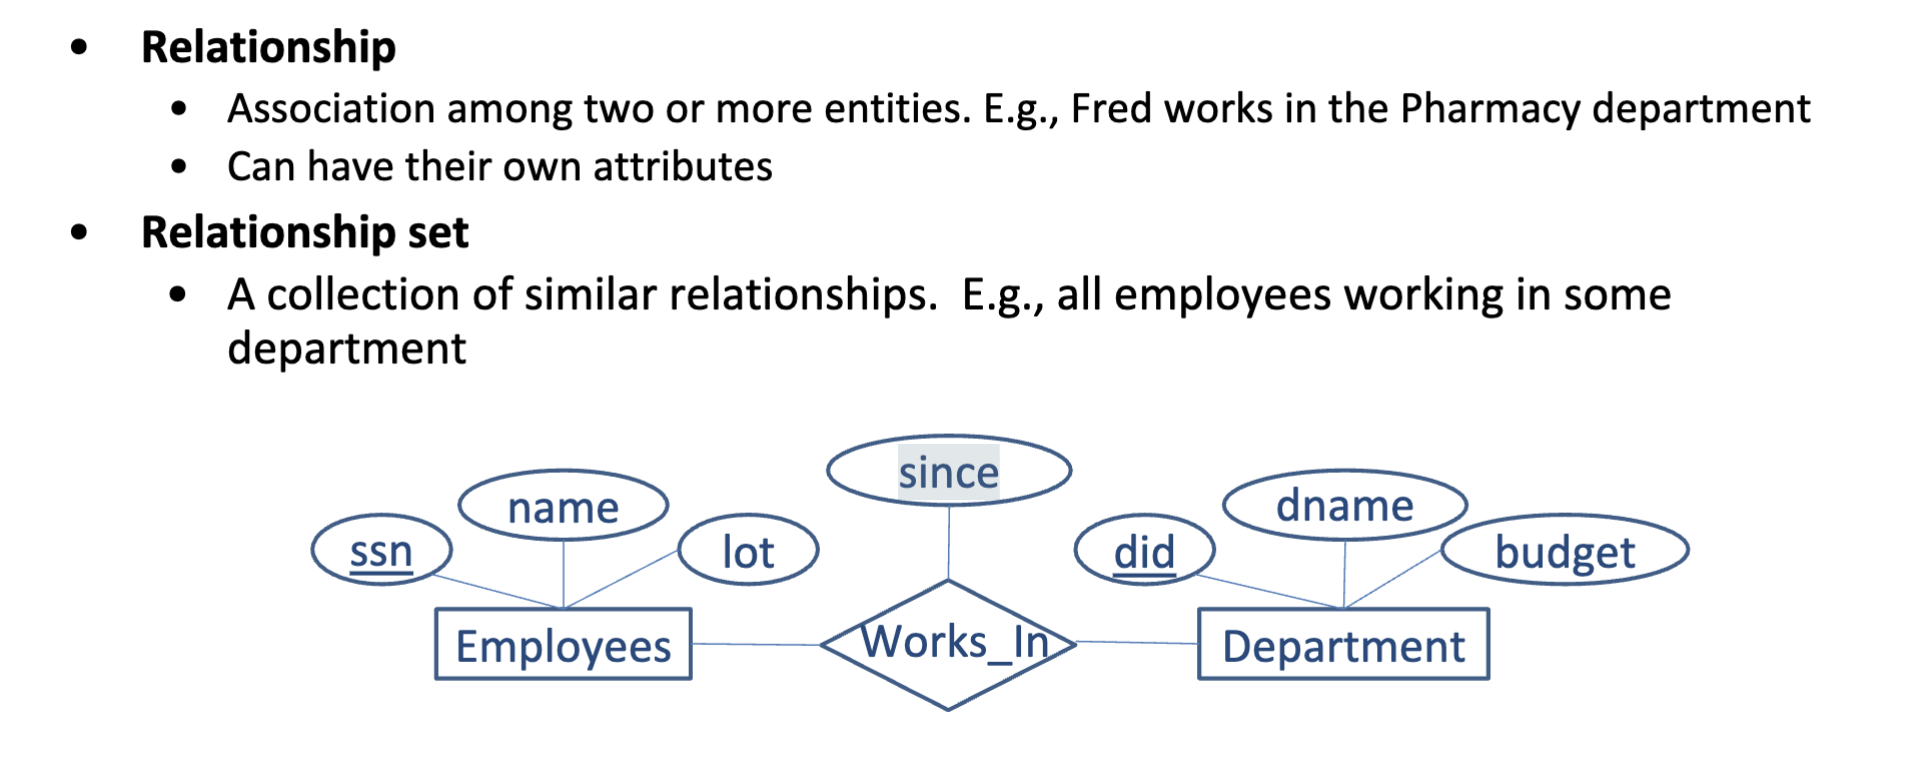 • Relationship
• Association among two or more entities. E.g., Fred works in the Pharmacy department
• Can have their own attributes
• Relationship set
• A collection of similar relationships.  E.g., all employees working in some
department
since
name
dname
ssn
lot
did
budget
Employees
Works_In
Department